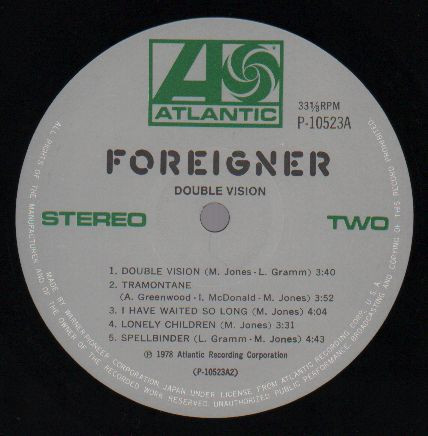 ATLANTIC
33⅓RPM
P-10523A
FOREIGNER
DOUBLE VISION
STEREO
TWO
1. DOUBLE VISION (M. Jones-L. Gramm) 3:40
2. TRAMONTANE
(A. Greenwood·I. McDonald·M. Jones) 3:52
3. I HAVE WAITED SO LONG (M. Jones) 4:04
4. LONELY CHILDREN (M. Jones) 3:31
5. SPELLBINDER (L. Gramm·M. Jones) 4:43
℗ 1978 Atlantic Recording Corporation
(P-10523A2)
ALL RIGHTS OF THE MANUFACTURER AND OF THE OWNER OF THE RECORDED WORK RESERVED. UNAUTHORIZED PUBLIC PERFORMANCE, BROADCASTING AND COPYING OF THIS RECORD PROHIBITED.
MADE BY WARNER-PIONEER CORPORATION, JAPAN UNDER LICENSE FROM ATLANTIC RECORDING CORP. U.S.A.